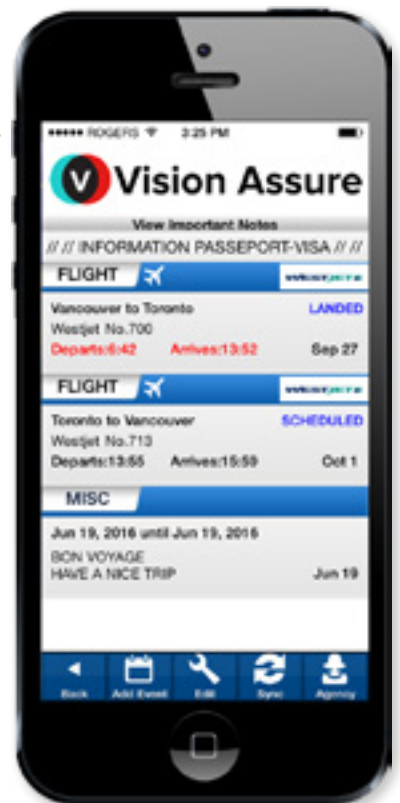 ROGERS 3:25 PM
V Vision Assure
View Important Notes
// // INFORMATION PASSEPORT-VISA // //
FLIGHT westjet
Vancouver to Toronto LANDED
Westjet No.700
Departs:6:42 Arrives:13:52 Sep 27
FLIGHT westjet
Toronto to Vancouver SCHEDULED
Westjet No.713
Departs:13:55 Arrives:15:59 Oct 1
MISC
Jun 19, 2016 until Jun 19, 2016
BON VOYAGE
HAVE A NICE TRIP Jun 19
Back Add Event Edit Sync Agency